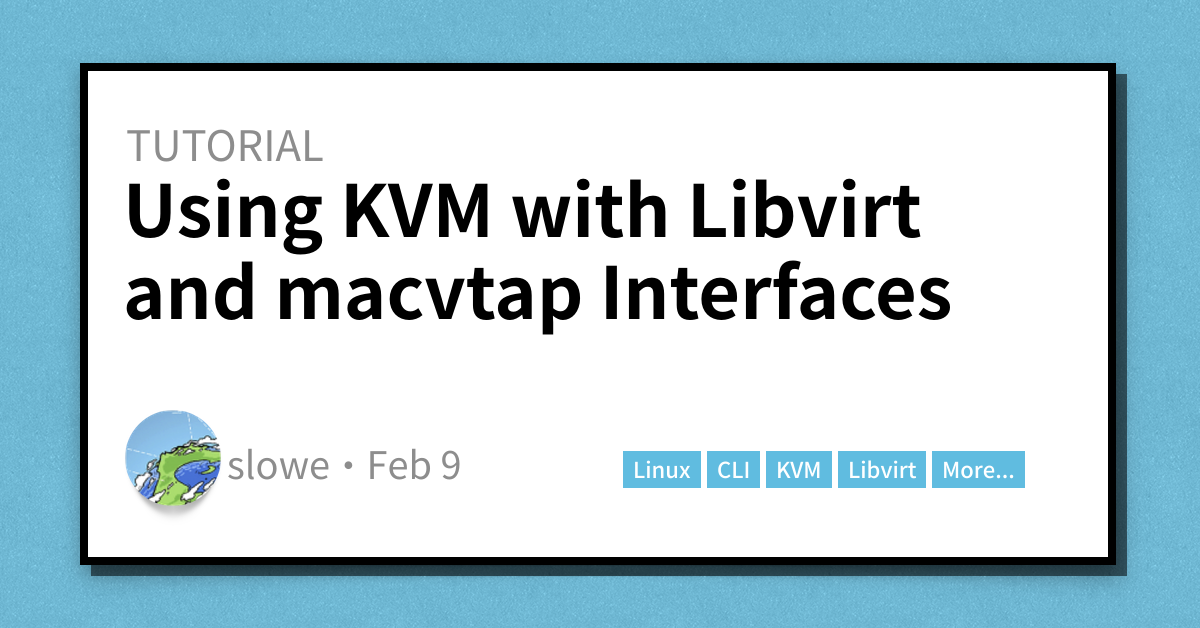 TUTORIAL
Using KVM with Libvirt
and macvtap Interfaces
slowe • Feb 9
Linux CLI KVM Libvirt More...